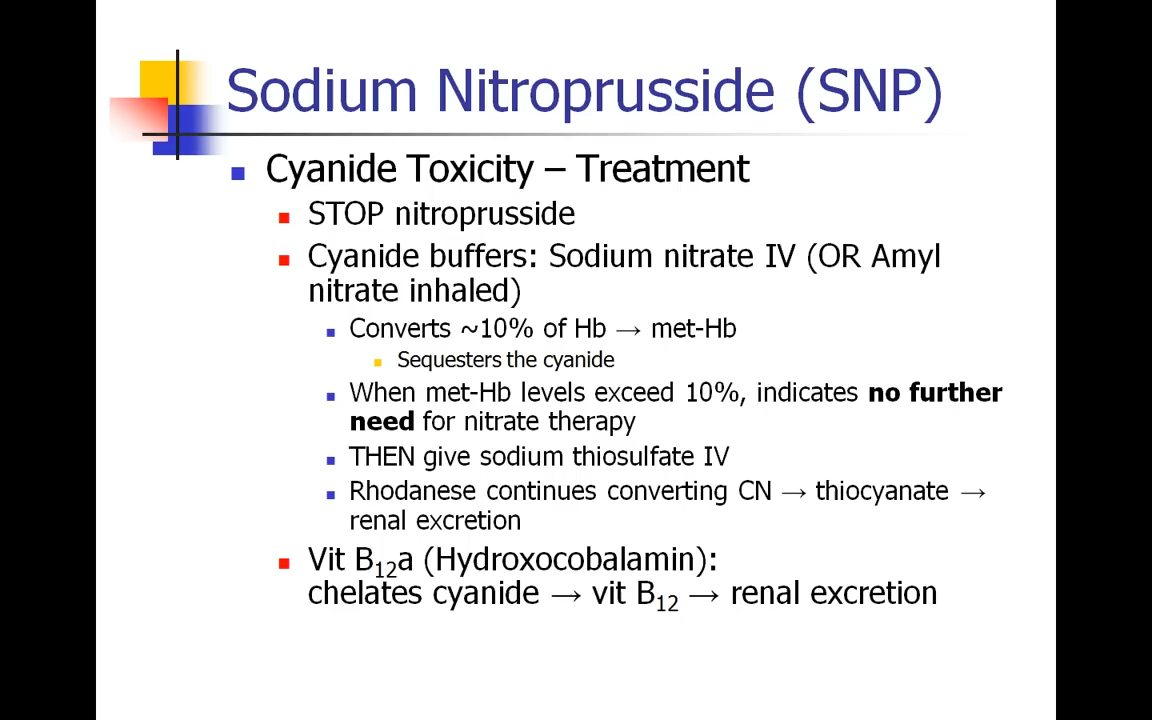 Sodium Nitroprusside (SNP)
Cyanide Toxicity – Treatment
STOP nitroprusside
Cyanide buffers: Sodium nitrate IV (OR Amyl
nitrate inhaled)
Converts ~10% of Hb → met-Hb
Sequesters the cyanide
When met-Hb levels exceed 10%, indicates no further
need for nitrate therapy
THEN give sodium thiosulfate IV
Rhodanese continues converting CN → thiocyanate →
renal excretion
Vit B₁₂a (Hydroxocobalamin):
chelates cyanide → vit B₁₂ → renal excretion